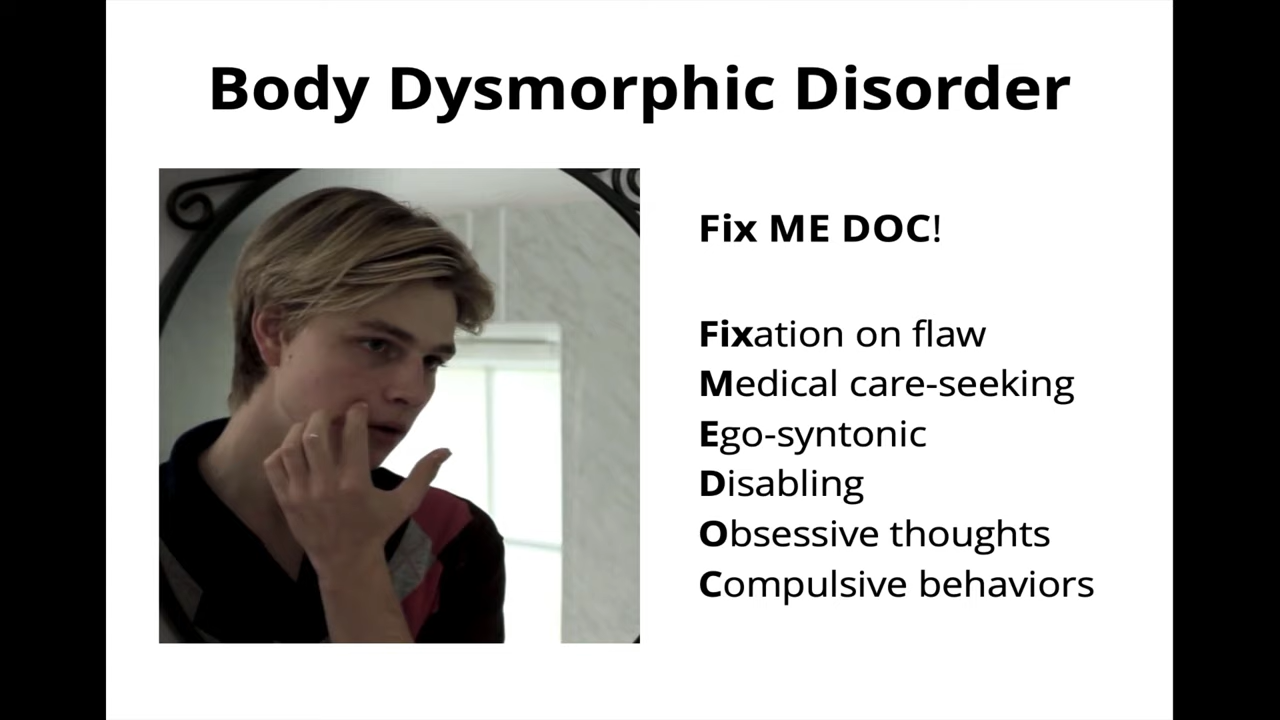 Body Dysmorphic Disorder
Fix ME DOC!
Fixation on flaw
Medical care-seeking
Ego-syntonic
Disabling
Obsessive thoughts
Compulsive behaviors